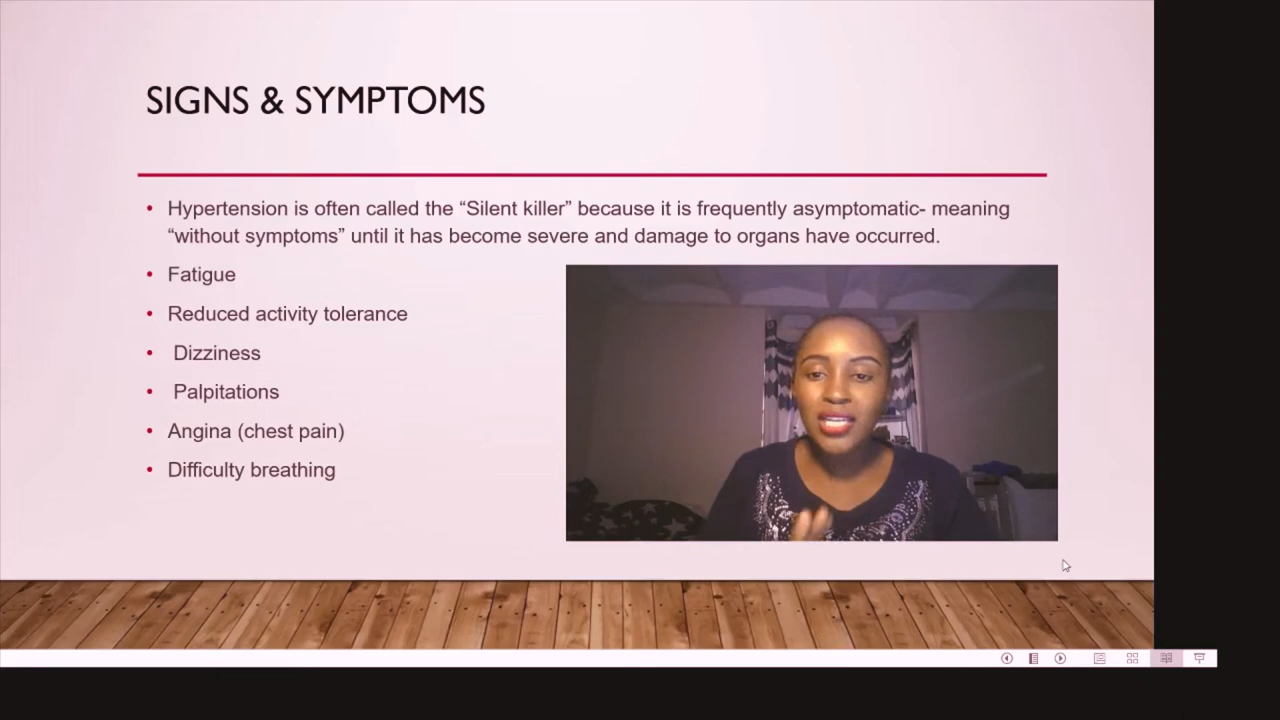 SIGNS & SYMPTOMS
• Hypertension is often called the “Silent killer” because it is frequently asymptomatic- meaning
“without symptoms” until it has become severe and damage to organs have occurred.
• Fatigue
• Reduced activity tolerance
• Dizziness
• Palpitations
• Angina (chest pain)
• Difficulty breathing